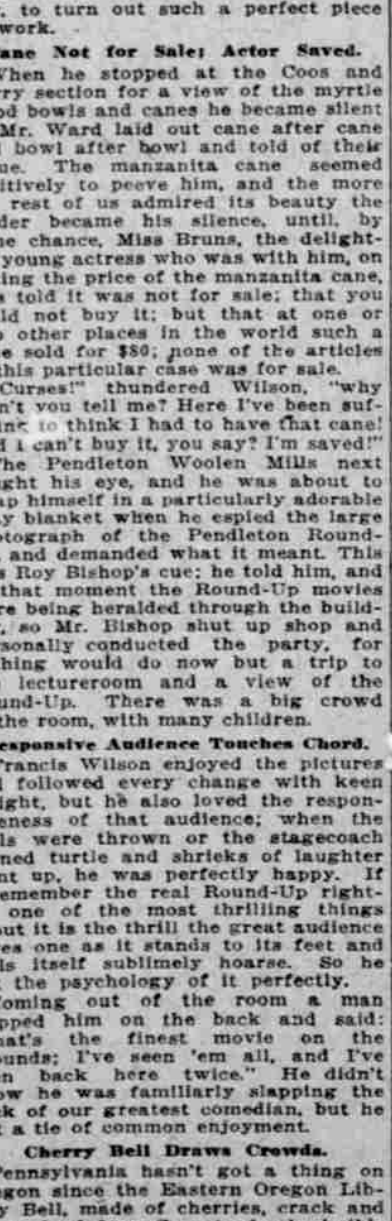 , to turn out such a perfect piece
work.
ane Not for Sale; Actor Saved.
When he stopped at the Coos and
rry section for a view of the myrtle
od bowls and canes he became silent
Mr. Ward laid out cane after cane
bowl after bowl and told of their
ue. The manzanita cane seemed
itively to peeve him, and the more
rest of us admired its beauty the
der became his silence, until, by
ne chance, Miss Bruns, the delight-
young actress who was with him, on
ing the price of the manzanita cane,
s told it was not for sale; that you
ld not buy it; but that at one or
o other places in the world such a
e sold for $80; none of the articles
this particular case was for sale.
Curses!" thundered Wilson, "why
n't you tell me? Here I've been suf-
ing to think I had to have that cane!
d I can't buy it, you say? I'm saved!"
The Pendleton Woolen Mills next
ught his eye, and he was about to
ap himself in a particularly adorable
y blanket when he espied the large
otograph of the Pendleton Round-
, and demanded what it meant. This
s Roy Bishop's cue; he told him, and
that moment the Round-Up movies
re being heralded through the build-
, so Mr. Bishop shut up shop and
sonally conducted the party, for
thing would do now but a trip to
lectureroom and a view of the
und-Up. There was a big crowd
the room, with many children.
esponsive Audience Touches Chord.
Francis Wilson enjoyed the pictures
d followed every change with keen
ight, but he also loved the respon-
eness of that audience; when the
ls were thrown or the stagecoach
ned turtle and shrieks of laughter
nt up, he was perfectly happy. If
emember the real Round-Up right-
one of the most thrilling things
out it is the thrill the great audience
es one as it stands to its feet and
ls itself sublimely hoarse. So he
the psychology of it perfectly.
Coming out of the room a man
pped him on the back and said:
hat's the finest movie on the
ounds; I've seen 'em all, and I've
en back here twice." He didn't
ow he was familiarly slapping the
ck of our greatest comedian, but he
t a tie of common enjoyment.
Cherry Bell Draws Crowds.
Pennsylvania hasn't got a thing on
egon since the Eastern Oregon Lib-
y Bell, made of cherries, crack and